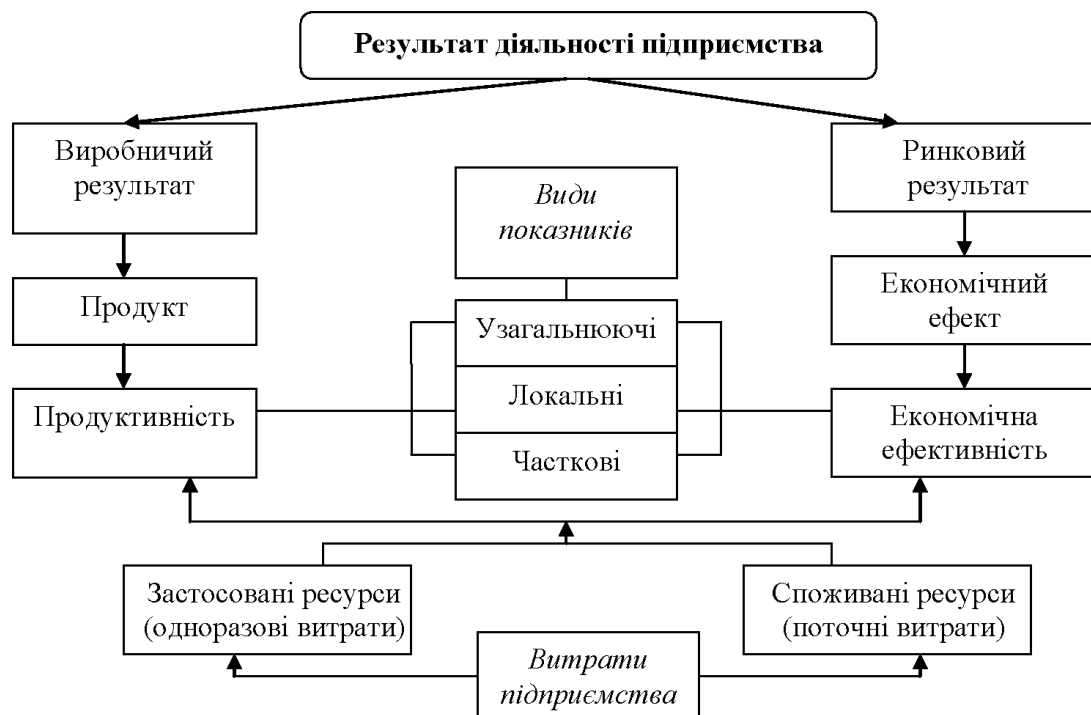 Результат діяльності підприємства
Виробничий
результат
Ринковий
результат
Види
показників
Продукт
Економічний
ефект
Узагальнюючі
Локальні
Часткові
Продуктивність
Економічна
ефективність
Застосовані ресурси
(одноразові витрати)
Споживані ресурси
(поточні витрати)
Витрати
підприємства